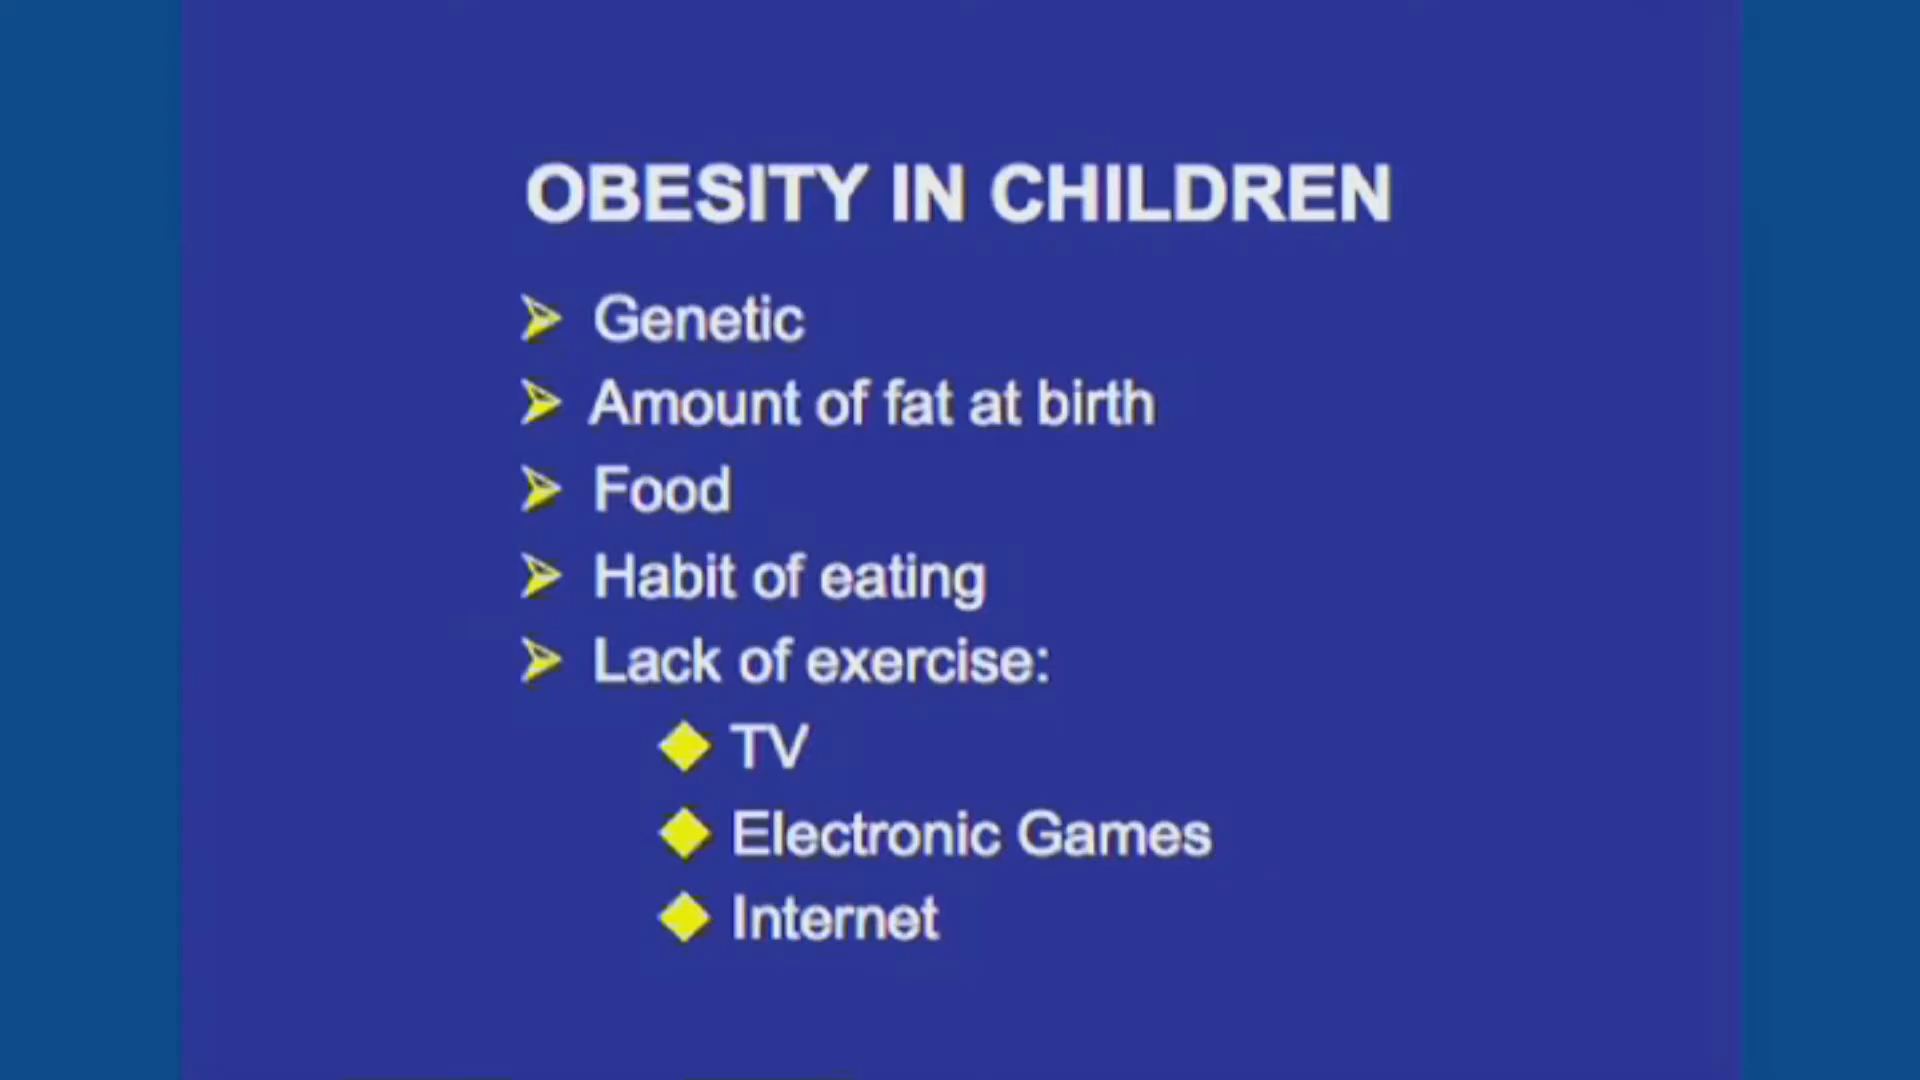 OBESITY IN CHILDREN
Genetic
Amount of fat at birth
Food
Habit of eating
Lack of exercise:
TV
Electronic Games
Internet